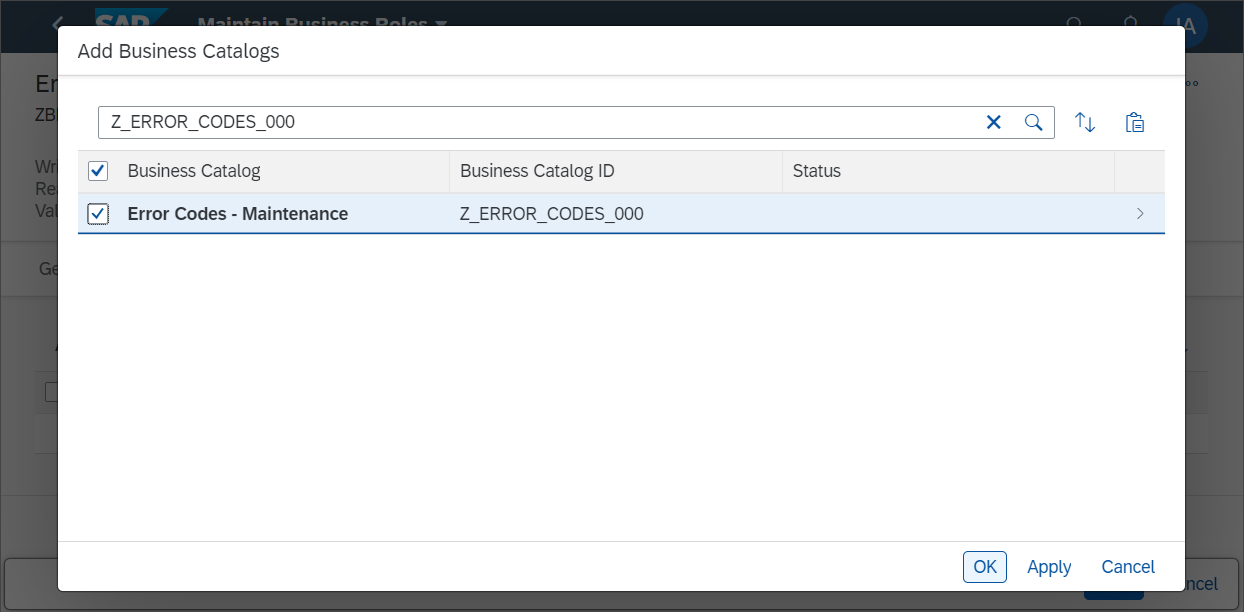 SAP Maintain Business Roles
IA
Add Business Catalogs
Z_ERROR_CODES_000
Business Catalog Business Catalog ID Status
Error Codes - Maintenance Z_ERROR_CODES_000
OK Apply Cancel